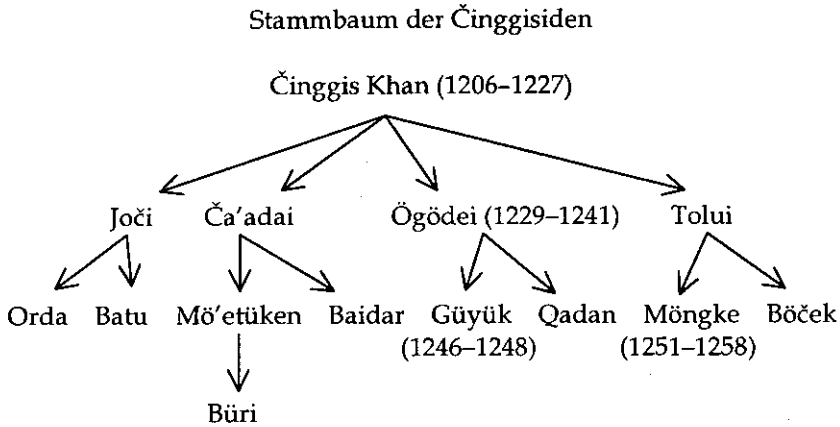 Stammbaum der Činggisiden
Činggis Khan (1206–1227)
Joči Ča'adai Ögödei (1229–1241) Tolui
Orda Batu Mö'etüken Baidar Güyük Qadan Möngke Böček
(1246–1248) (1251–1258)
Büri